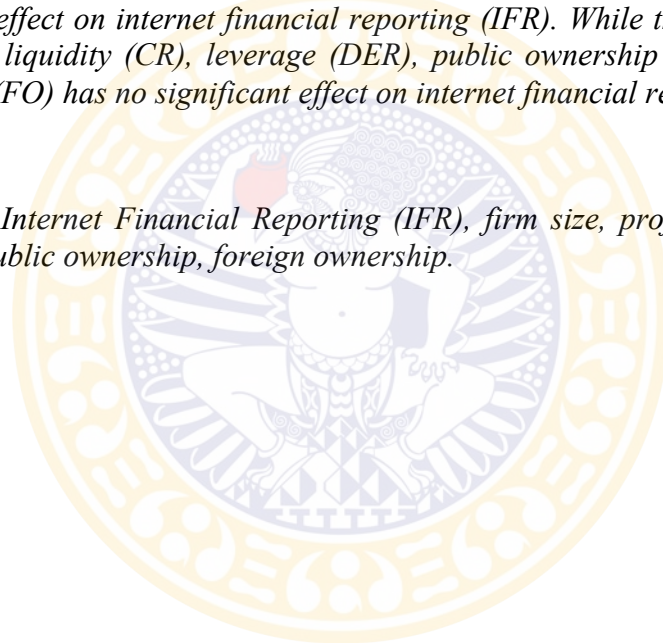 effect on internet financial reporting (IFR). While t
liquidity (CR), leverage (DER), public ownership
(FO) has no significant effect on internet financial re
Internet Financial Reporting (IFR), firm size, pro
ublic ownership, foreign ownership.